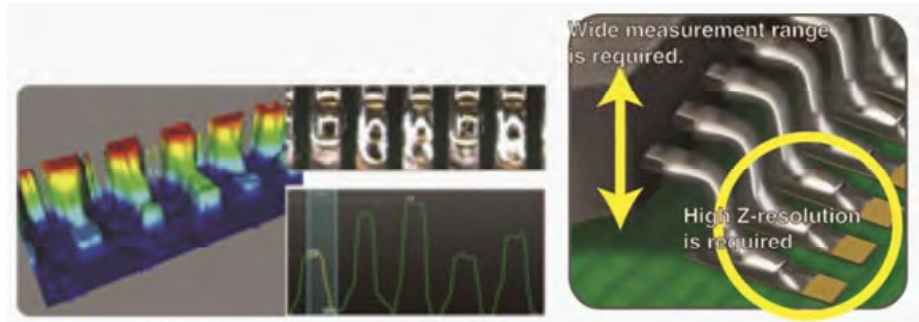 Wide measurement range
is required.
High Z-resolution
is required